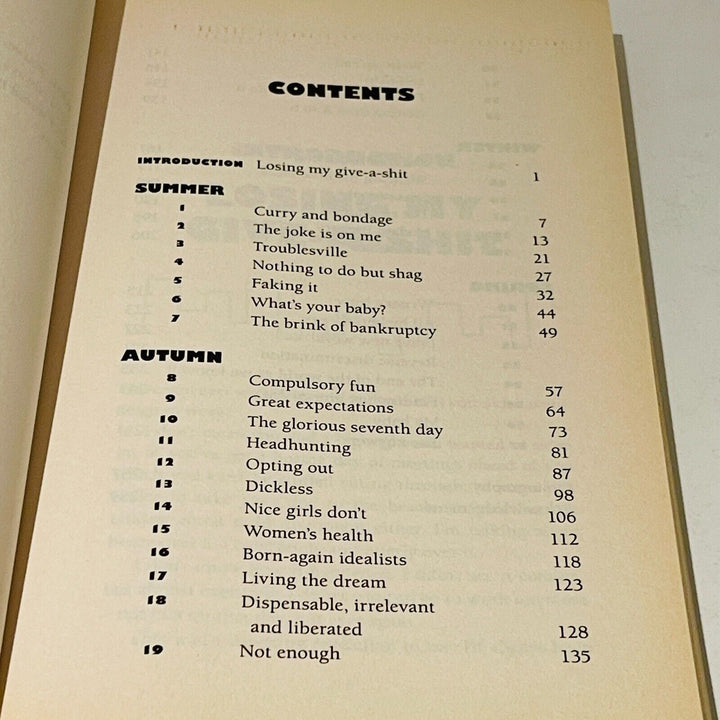 CONTENTS
INTRODUCTION Losing my give-a-shit 1
SUMMER
1 Curry and bondage 7
2 The joke is on me 13
3 Troublesville 21
4 Nothing to do but shag 27
5 Faking it 32
6 What's your baby? 44
7 The brink of bankruptcy 49
AUTUMN
8 Compulsory fun 57
9 Great expectations 64
10 The glorious seventh day 73
11 Headhunting 81
12 Opting out 87
13 Dickless 98
14 Nice girls don't 106
15 Women's health 112
16 Born-again idealists 118
17 Living the dream 123
18 Dispensable, irrelevant
and liberated 128
19 Not enough 135